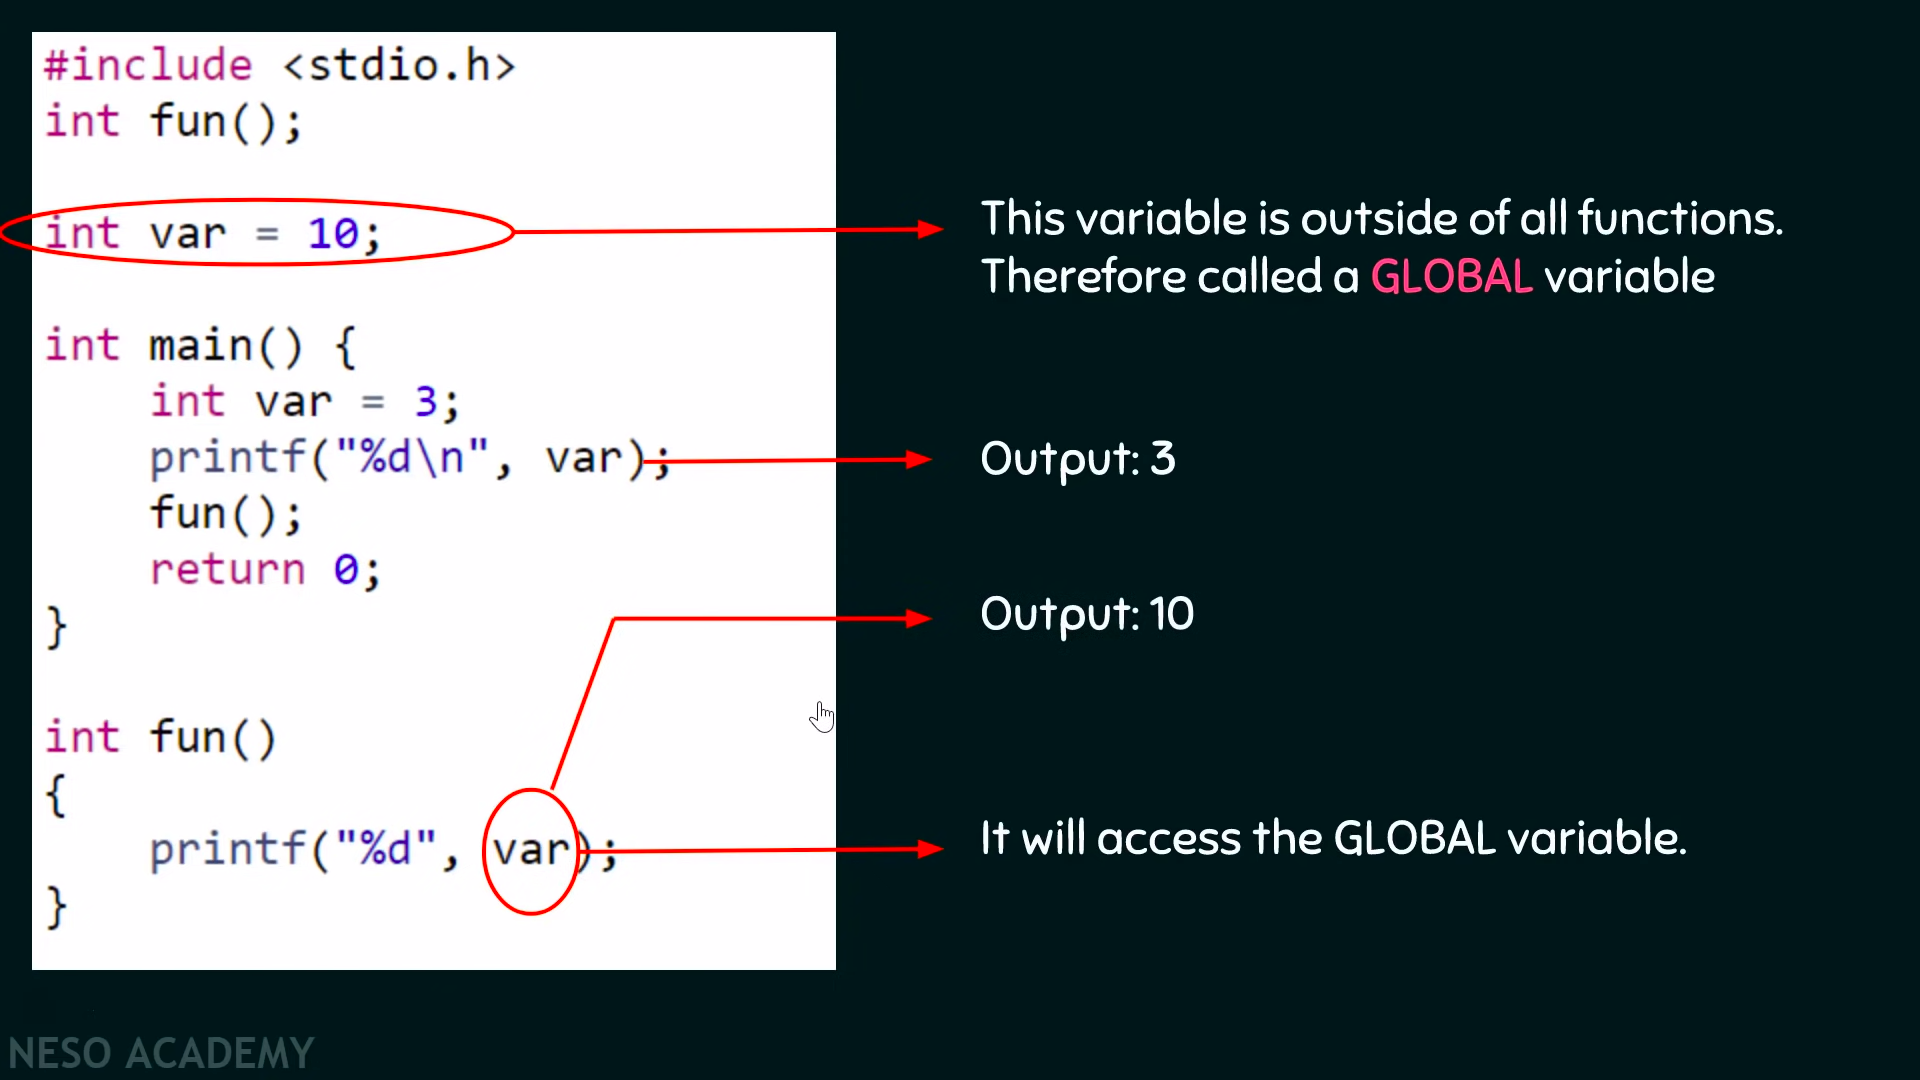 #include <stdio.h>
int fun();
int var = 10;
This variable is outside of all functions.
Therefore called a GLOBAL variable
int main() {
int var = 3;
printf("%d\n", var);
Output: 3
fun();
return 0;
}
Output: 10
int fun()
{
printf("%d", var);
It will access the GLOBAL variable.
}
NESO ACADEMY